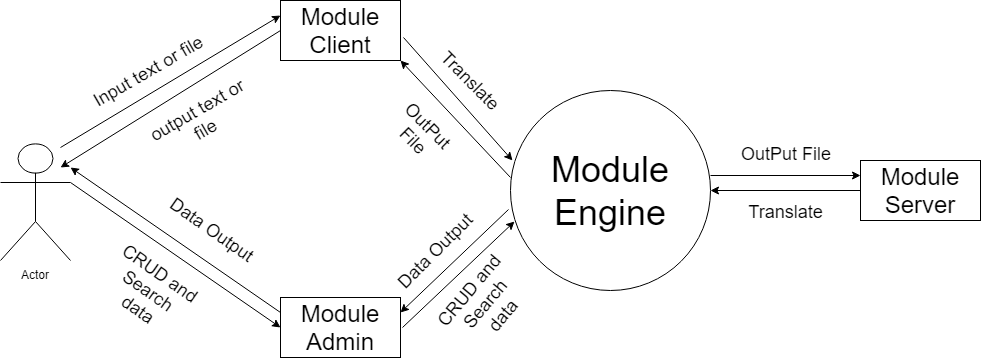 Module
Client
Input text or file
output text or
file
Translate
OutPut
File
Module
Engine
OutPut File
Translate
Module
Server
Actor
Data Output
CRUD and
Search
data
Module
Admin
Data Output
CRUD and
Search
data